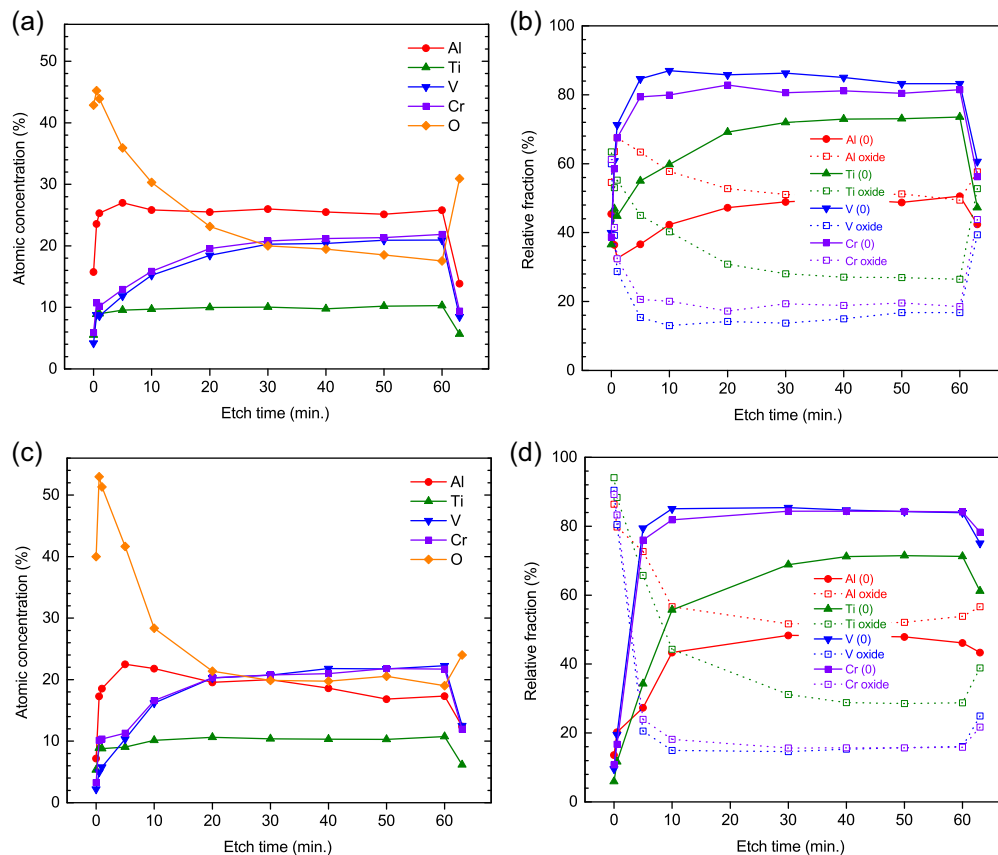 (a)
Atomic concentration (%)
50
40
30
20
10
0
Al
Ti
V
Cr
O
0 10 20 30 40 50 60
Etch time (min.)
(b)
Relative fraction (%)
100
80
60
40
20
0
Al (0)
Al oxide
Ti (0)
Ti oxide
V (0)
V oxide
Cr (0)
Cr oxide
0 10 20 30 40 50 60
Etch time (min.)
(c)
Atomic concentration (%)
50
40
30
20
10
0
Al
Ti
V
Cr
O
0 10 20 30 40 50 60
Etch time (min.)
(d)
Relative fraction (%)
100
80
60
40
20
0
Al (0)
Al oxide
Ti (0)
Ti oxide
V (0)
V oxide
Cr (0)
Cr oxide
0 10 20 30 40 50 60
Etch time (min.)